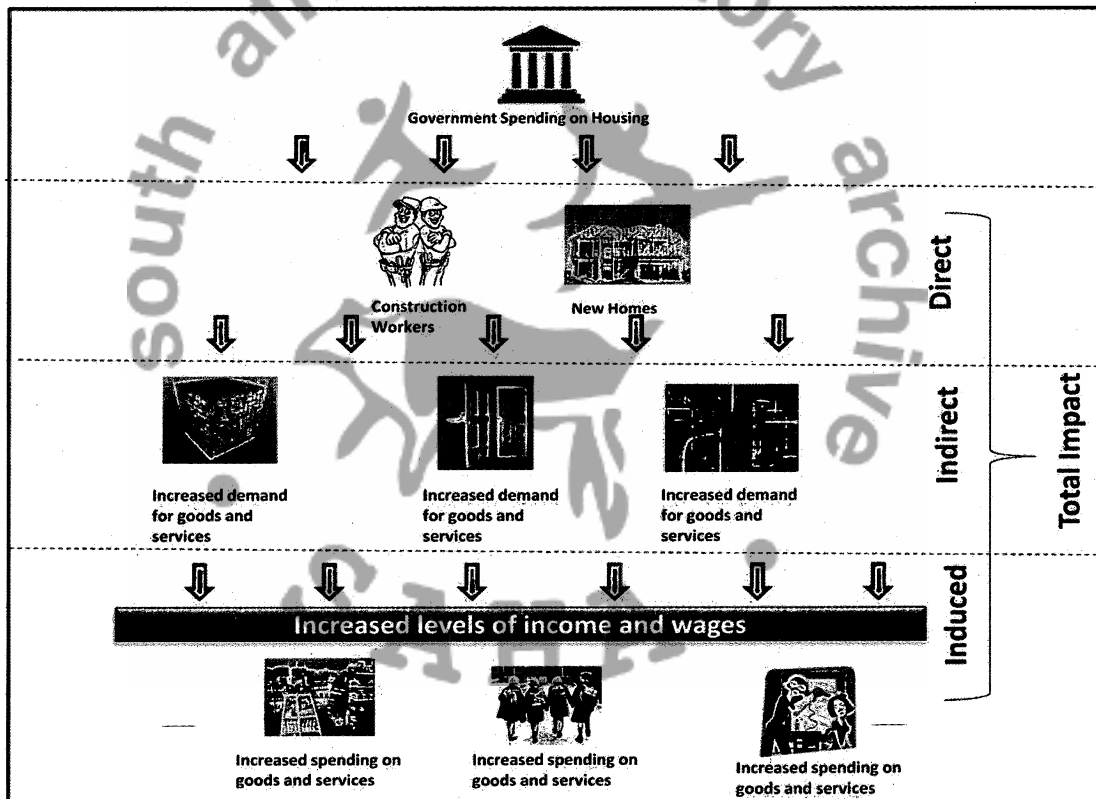 Government Spending on Housing
Construction
Workers
New Homes
Direct
Increased demand
for goods and
services
Increased demand
for goods and
services
Increased demand
for goods and
services
Indirect
Total Impact
Increased levels of income and wages
Induced
Increased spending on
goods and services
Increased spending on
goods and services
Increased spending on
goods and services
south
archive
SAHA